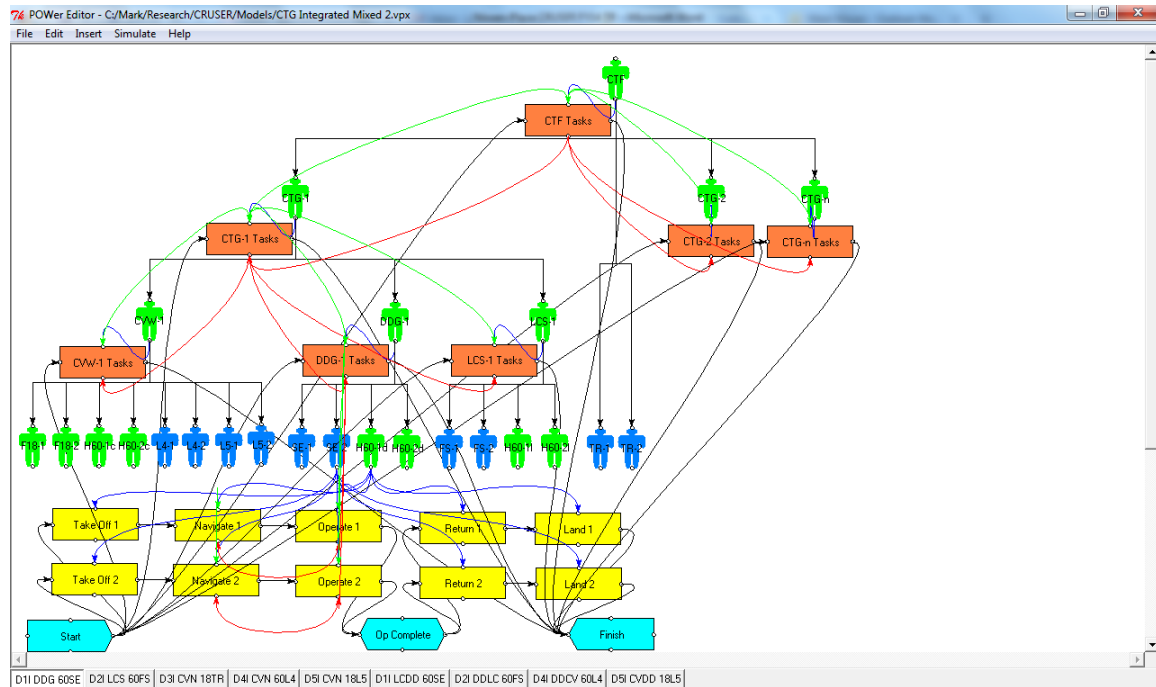 POWer Editor - C:/Mark/Research/CRUSER/Models/CTG Integrated Mixed 2.vpx
File Edit Insert Simulate Help
CTF
CTF Tasks
CTG-1 CTG-2 CTG-n
CTG-1 Tasks CTG-2 Tasks CTG-n Tasks
CVW-1 DDG-1 LCS-1
CVW-1 Tasks DDG-1 Tasks LCS-1 Tasks
F18-1 F18-2 H60-1c H60-2c L4-1 L4-2 L5-1 L5-2 SE-1 SE-2 H60-1d H60-2d FS-1 FS-2 H60-1l H60-2l TR-1 TR-2
Take Off 1 Navigate 1 Operate 1 Return 1 Land 1
Take Off 2 Navigate 2 Operate 2 Return 2 Land 2
Start Op Complete Finish
D1I DDG 60SE D2I LCS 60FS D3I CVN 18TR D4I CVN 60L4 D5I CVN 18L5 D1I LCDD 60SE D2I DDLC 60FS D4I DDCV 60L4 D5I CVDD 18L5